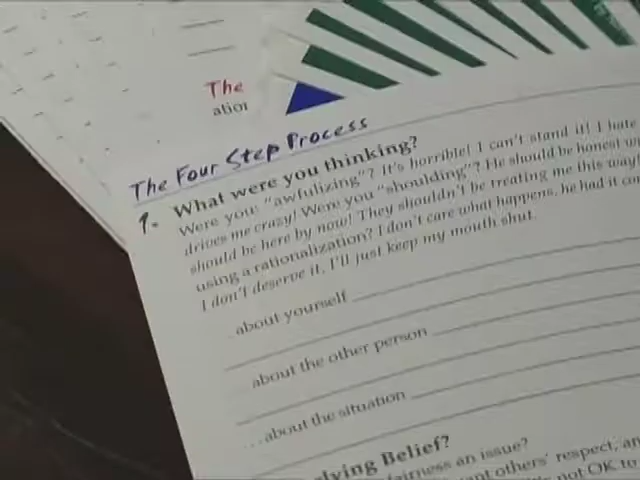 The
The Four Step Process
1. What were you thinking?
Were you "awfulizing"? It's horrible! I can't stand it! I hate
drives me crazy! Were you "shoulding"? He should be honest
should be here by now! They shouldn't be treating me this way!
using a rationalization? I don't care what happens, he had it
I don't deserve it. I'll just keep my mouth shut.
about yourself
about the other person
...about the situation
lying Belief?
fairness an issue?
others' respect,
not OK to